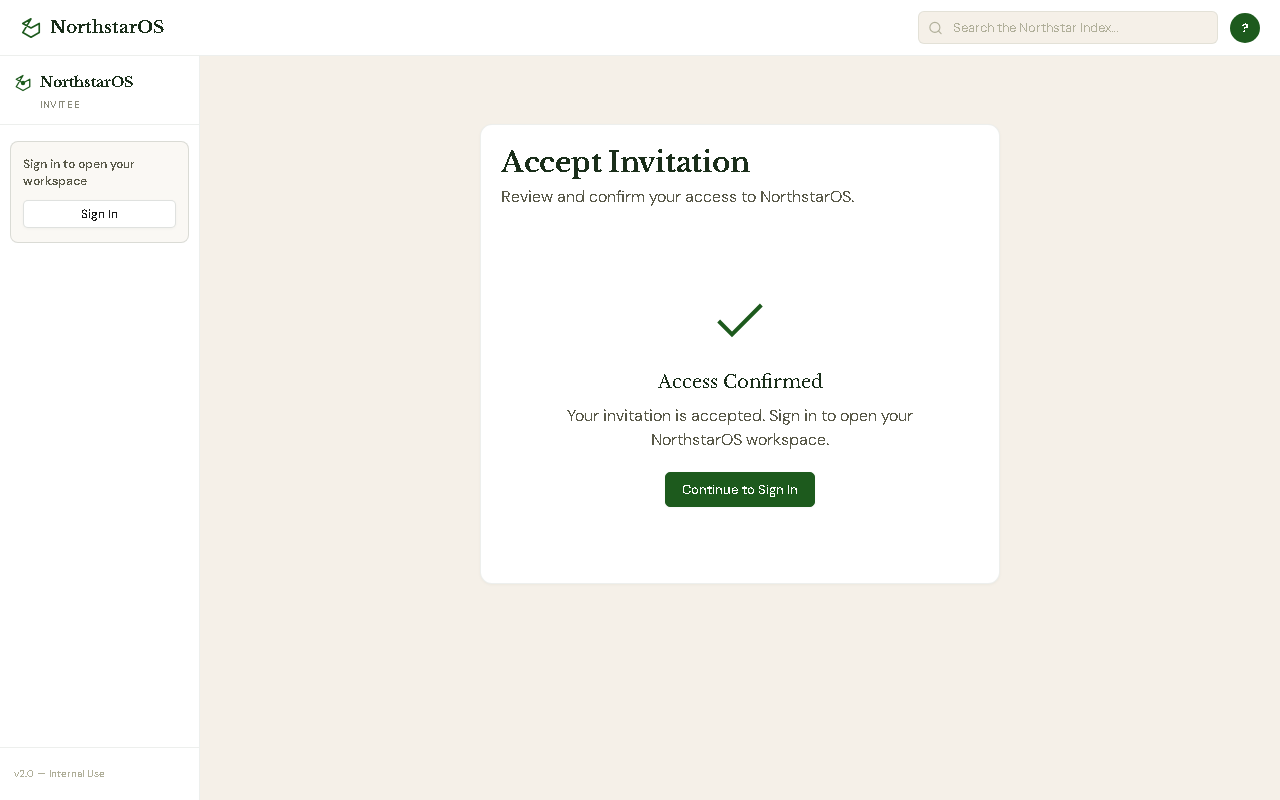 NorthstarOS
Search the Northstar Index...
?
NorthstarOS
INVITEE
Sign in to open your
workspace
Sign In
Accept Invitation
Review and confirm your access to NorthstarOS.
Access Confirmed
Your invitation is accepted. Sign in to open your
NorthstarOS workspace.
Continue to Sign In
v2.0 — Internal Use